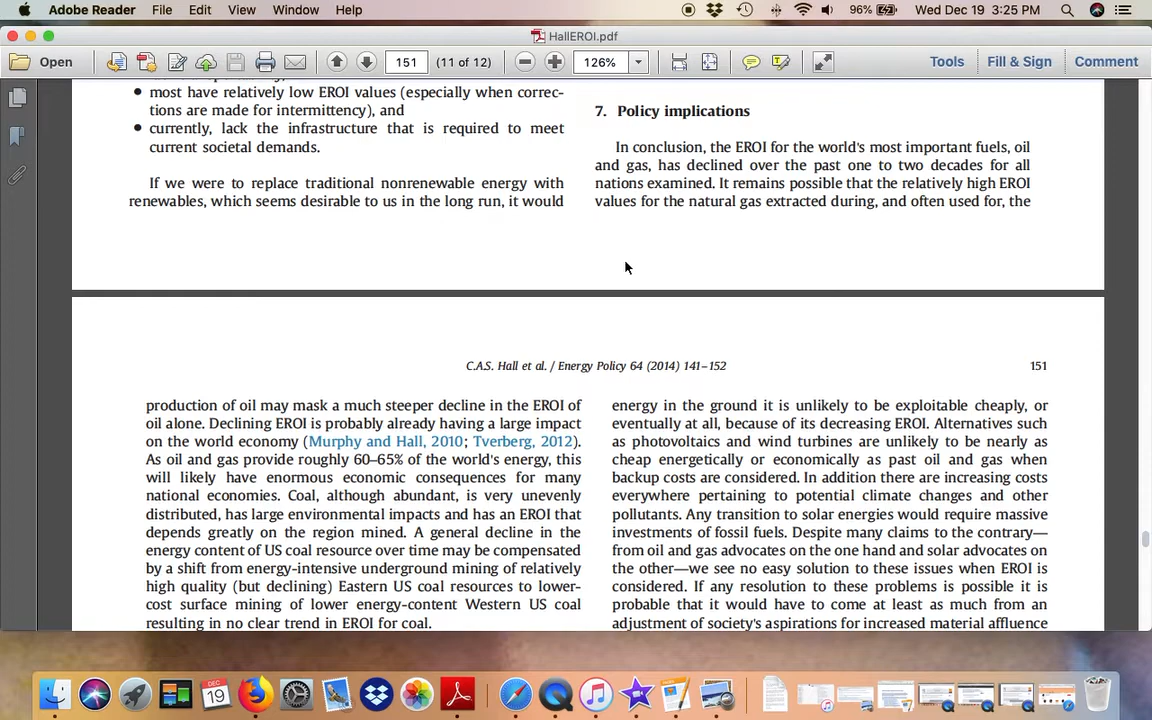 Adobe Reader File Edit View Window Help 96% Wed Dec 19 3:25 PM
HallEROI.pdf
Open 151 (11 of 12) 126% Tools Fill & Sign Comment
• most have relatively low EROI values (especially when correc-
tions are made for intermittency), and
• currently, lack the infrastructure that is required to meet
current societal demands.
If we were to replace traditional nonrenewable energy with
renewables, which seems desirable to us in the long run, it would
7. Policy implications
In conclusion, the EROI for the world's most important fuels, oil
and gas, has declined over the past one to two decades for all
nations examined. It remains possible that the relatively high EROI
values for the natural gas extracted during, and often used for, the
C.A.S. Hall et al. / Energy Policy 64 (2014) 141–152 151
production of oil may mask a much steeper decline in the EROI of
oil alone. Declining EROI is probably already having a large impact
on the world economy (Murphy and Hall, 2010; Tverberg, 2012).
As oil and gas provide roughly 60–65% of the world's energy, this
will likely have enormous economic consequences for many
national economies. Coal, although abundant, is very unevenly
distributed, has large environmental impacts and has an EROI that
depends greatly on the region mined. A general decline in the
energy content of US coal resource over time may be compensated
by a shift from energy-intensive underground mining of relatively
high quality (but declining) Eastern US coal resources to lower-
cost surface mining of lower energy-content Western US coal
resulting in no clear trend in EROI for coal.
energy in the ground it is unlikely to be exploitable cheaply, or
eventually at all, because of its decreasing EROI. Alternatives such
as photovoltaics and wind turbines are unlikely to be nearly as
cheap energetically or economically as past oil and gas when
backup costs are considered. In addition there are increasing costs
everywhere pertaining to potential climate changes and other
pollutants. Any transition to solar energies would require massive
investments of fossil fuels. Despite many claims to the contrary—
from oil and gas advocates on the one hand and solar advocates on
the other—we see no easy solution to these issues when EROI is
considered. If any resolution to these problems is possible it is
probable that it would have to come at least as much from an
adjustment of society's aspirations for increased material affluence
DEC
19